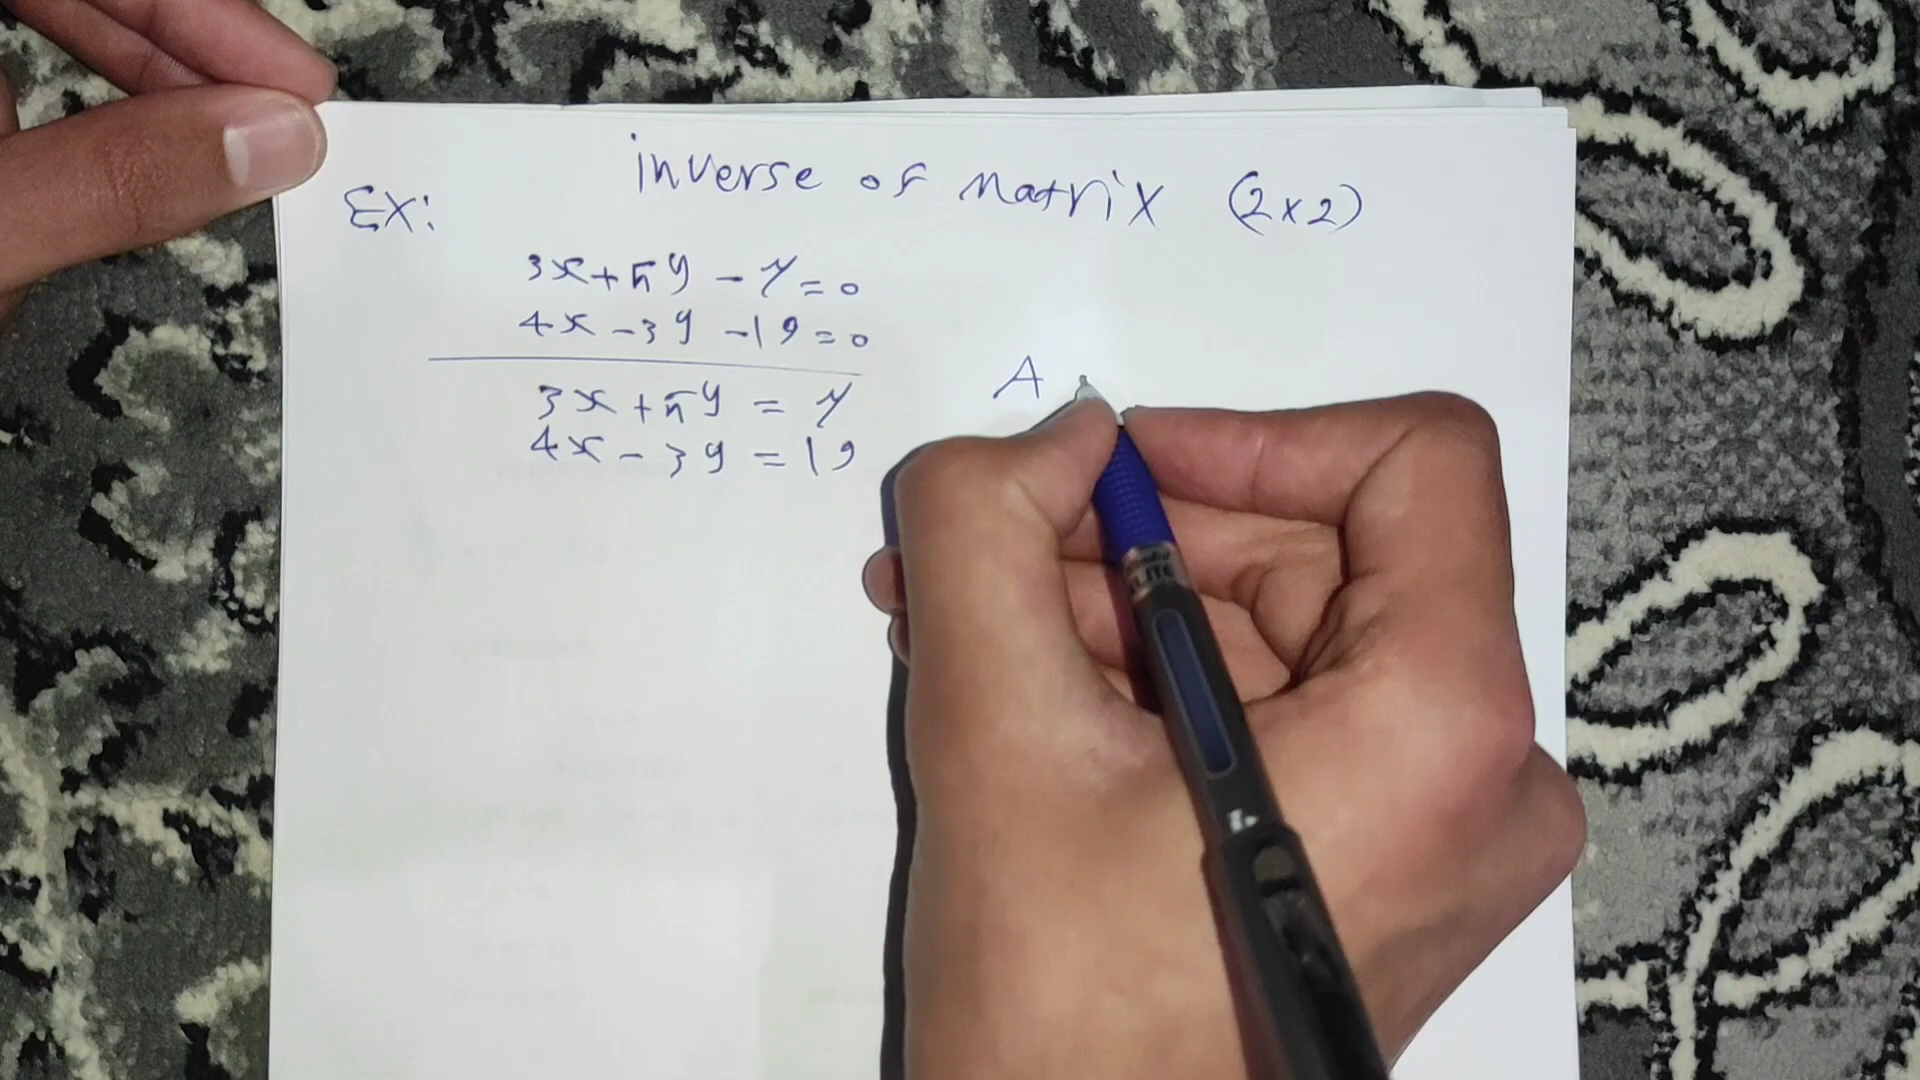 inverse of matrix (2x2)
Ex:
3x+5y-7=0
4x-3y-19=0
3x+5y=7
4x-3y=19
A
LITE